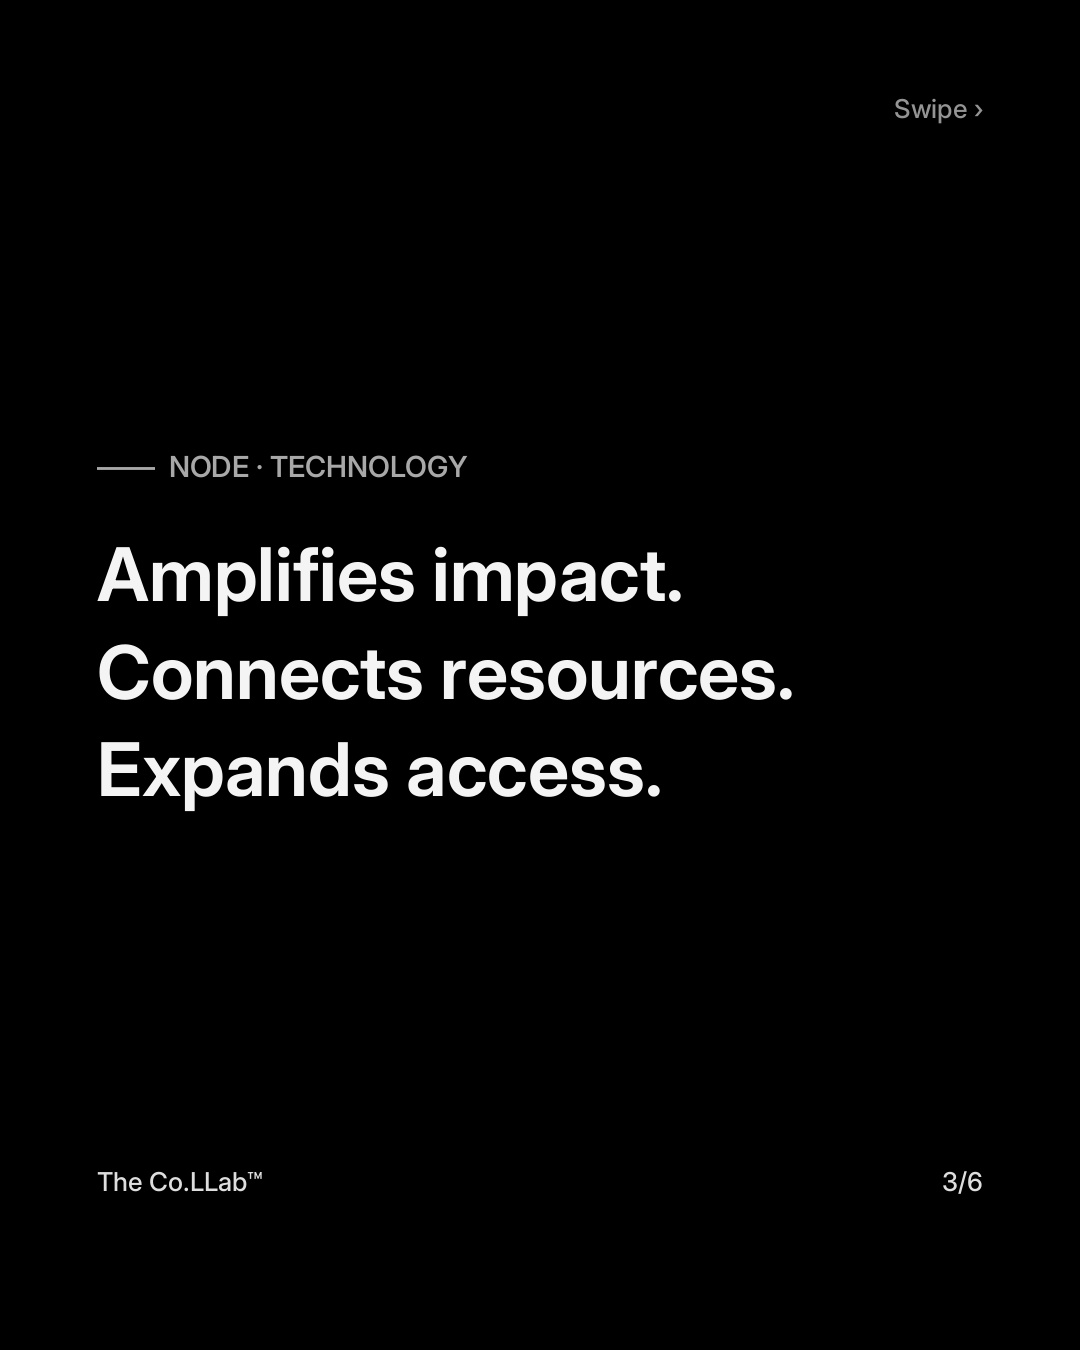 Swipe ›
NODE · TECHNOLOGY
Amplifies impact.
Connects resources.
Expands access.
The Co.LLab™
3/6